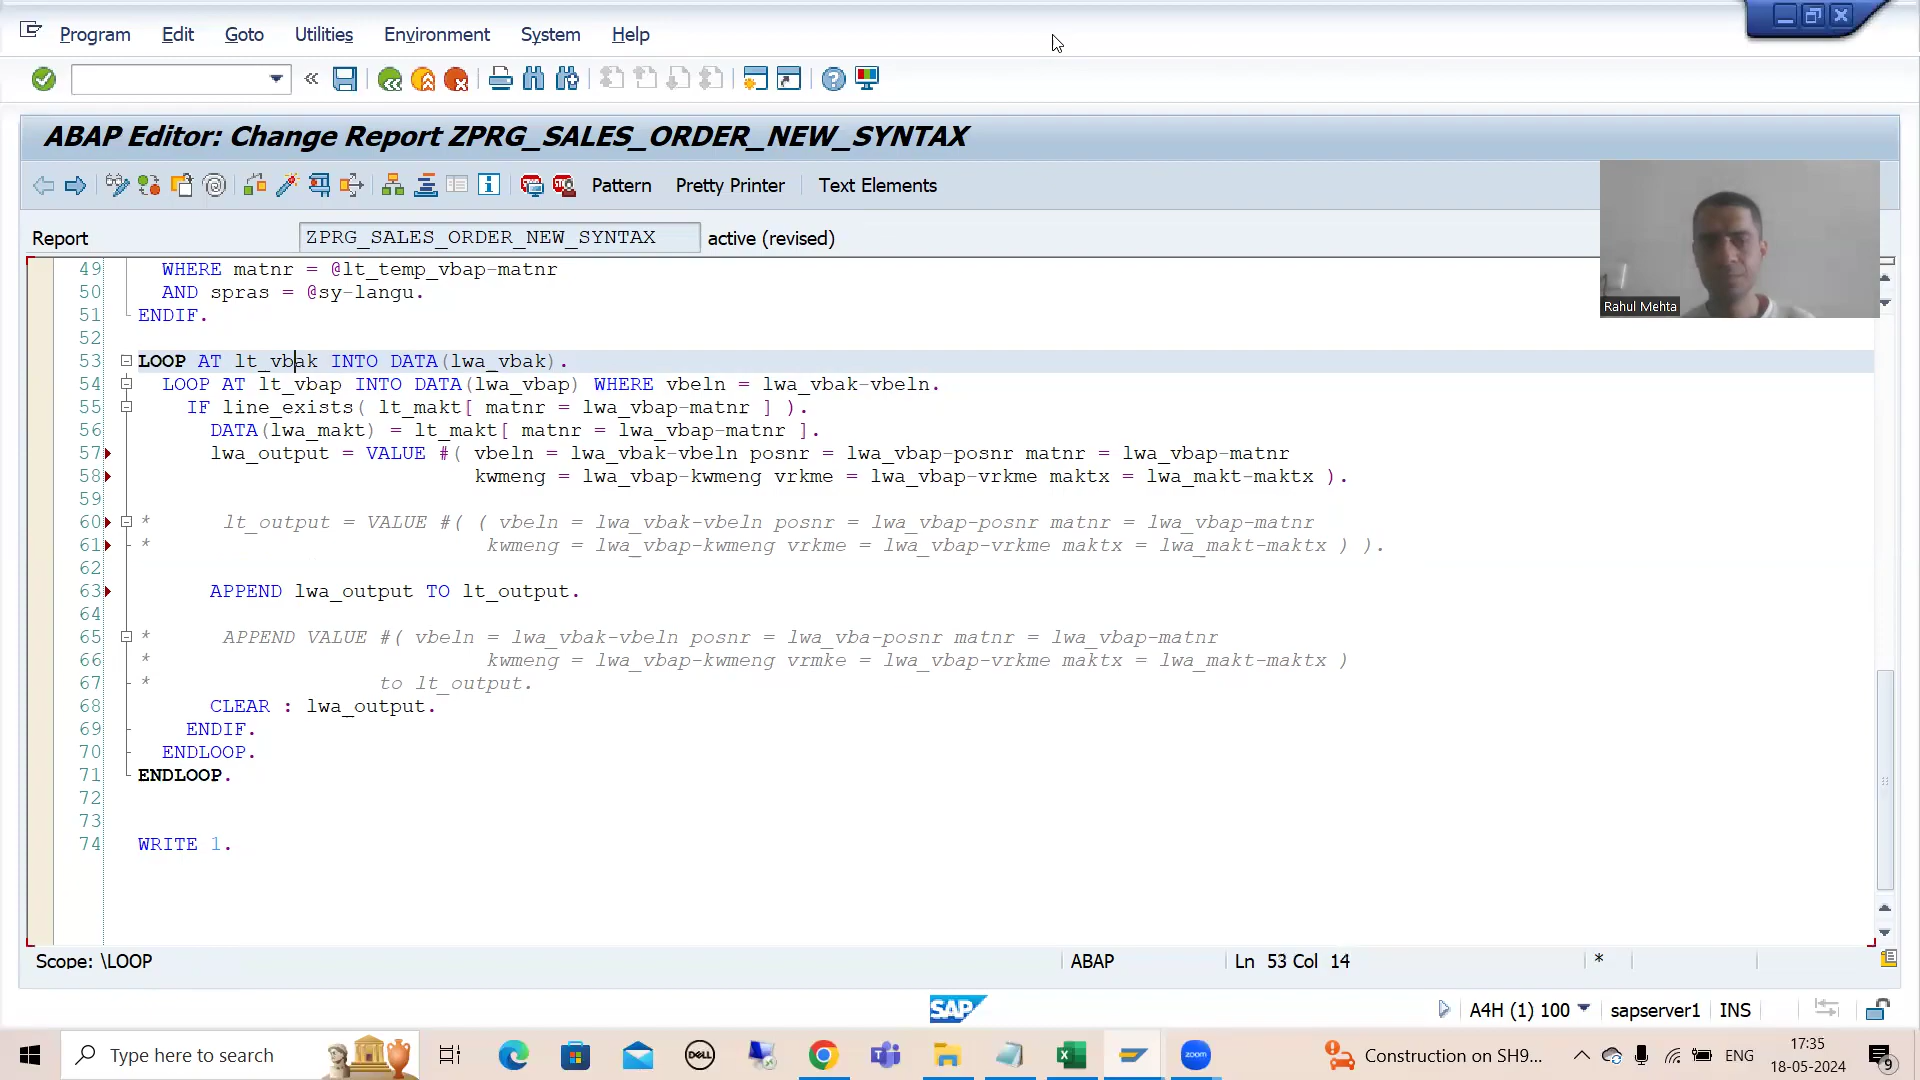 Program Edit Goto Utilities Environment System Help
ABAP Editor: Change Report ZPRG_SALES_ORDER_NEW_SYNTAX
Pattern Pretty Printer Text Elements
Report ZPRG_SALES_ORDER_NEW_SYNTAX active (revised)
Rahul Mehta
49 WHERE matnr = @lt_temp_vbap-matnr
50 AND spras = @sy-langu.
51 ENDIF.
52
53 LOOP AT lt_vbak INTO DATA(lwa_vbak).
54 LOOP AT lt_vbap INTO DATA(lwa_vbap) WHERE vbeln = lwa_vbak-vbeln.
55 IF line_exists( lt_makt[ matnr = lwa_vbap-matnr ] ).
56 DATA(lwa_makt) = lt_makt[ matnr = lwa_vbap-matnr ].
57 lwa_output = VALUE #( vbeln = lwa_vbak-vbeln posnr = lwa_vbap-posnr matnr = lwa_vbap-matnr
58 kwmeng = lwa_vbap-kwmeng vrkme = lwa_vbap-vrkme maktx = lwa_makt-maktx ).
59
60 * lt_output = VALUE #( ( vbeln = lwa_vbak-vbeln posnr = lwa_vbap-posnr matnr = lwa_vbap-matnr
61 * kwmeng = lwa_vbap-kwmeng vrkme = lwa_vbap-vrkme maktx = lwa_makt-maktx ) ).
62
63 APPEND lwa_output TO lt_output.
64
65 * APPEND VALUE #( vbeln = lwa_vbak-vbeln posnr = lwa_vba-posnr matnr = lwa_vbap-matnr
66 * kwmeng = lwa_vbap-kwmeng vrmke = lwa_vbap-vrkme maktx = lwa_makt-maktx )
67 * to lt_output.
68 CLEAR : lwa_output.
69 ENDIF.
70 ENDLOOP.
71 ENDLOOP.
72
73
74 WRITE 1.
Scope: \LOOP ABAP Ln 53 Col 14 *
SAP A4H (1) 100 sapserver1 INS
Type here to search DELL zoom Construction on SH9... ENG 17:35
18-05-2024 9